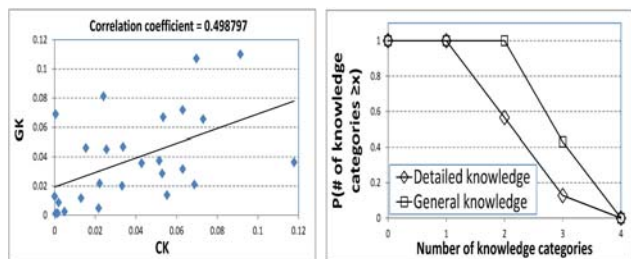 Correlation coefficient = 0.498797
0.12
0.1
0.08
0.06
0.04
0.02
0
GK
0 0.02 0.04 0.06 0.08 0.1 0.12
CK
P(# of knowledge
categories ≥x)
1
0.8
0.6
0.4
0.2
0
Detailed knowledge
General knowledge
0 1 2 3 4
Number of knowledge categories